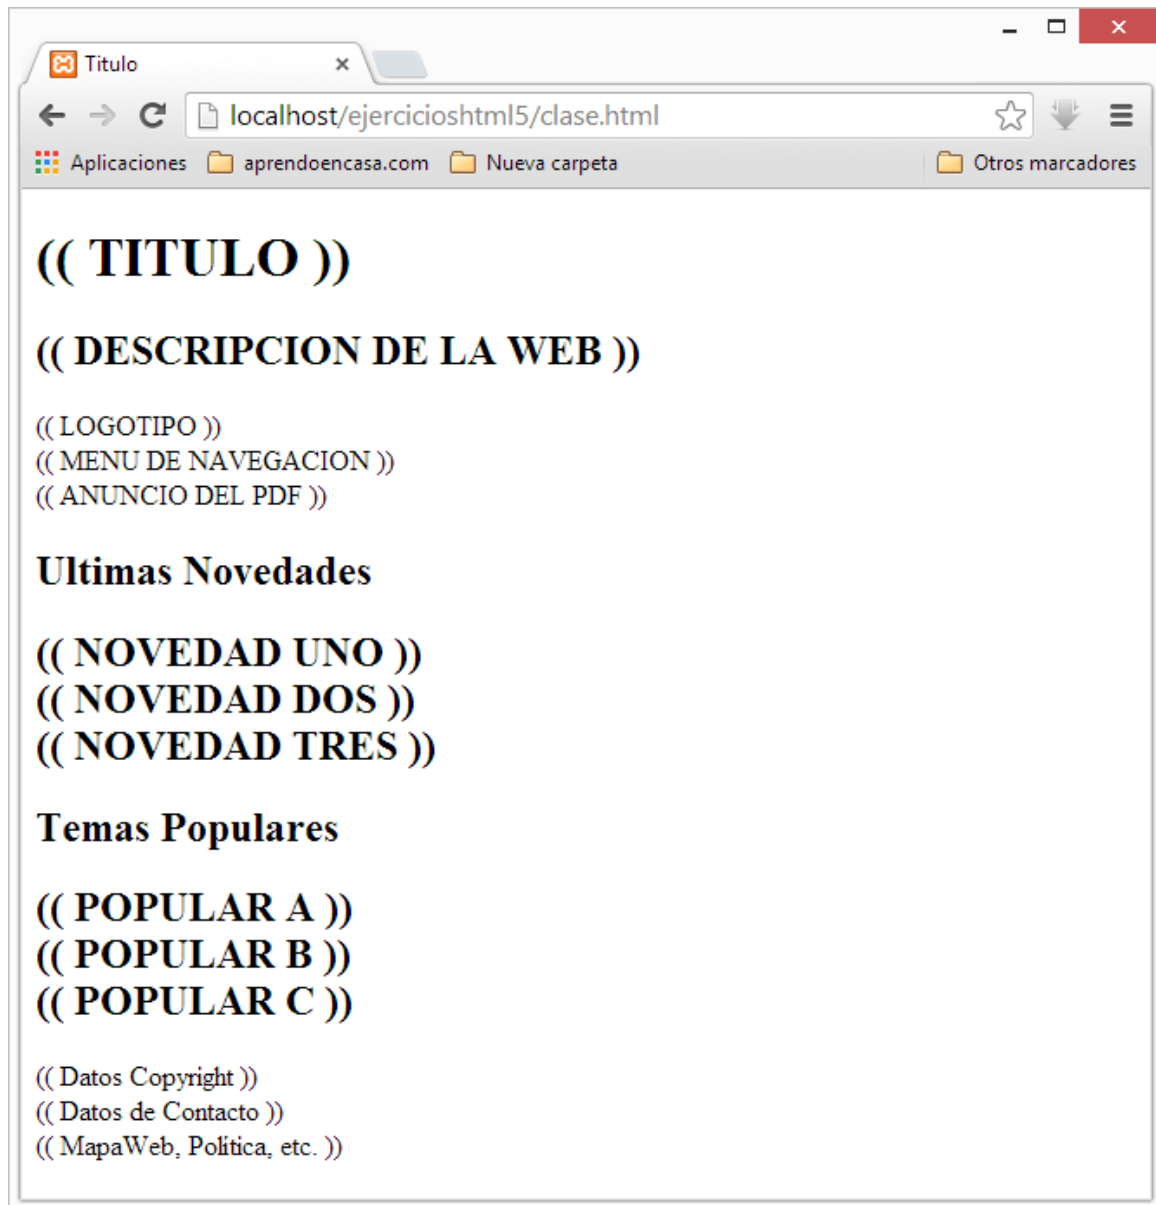 Titulo
localhost/ejercicioshtml5/clase.html
Aplicaciones aprendoencasa.com Nueva carpeta Otros marcadores
(( TITULO ))
(( DESCRIPCION DE LA WEB ))
(( LOGOTIPO ))
(( MENU DE NAVEGACION ))
(( ANUNCIO DEL PDF ))
Ultimas Novedades
(( NOVEDAD UNO ))
(( NOVEDAD DOS ))
(( NOVEDAD TRES ))
Temas Populares
(( POPULAR A ))
(( POPULAR B ))
(( POPULAR C ))
(( Datos Copyright ))
(( Datos de Contacto ))
(( MapaWeb, Política, etc. ))